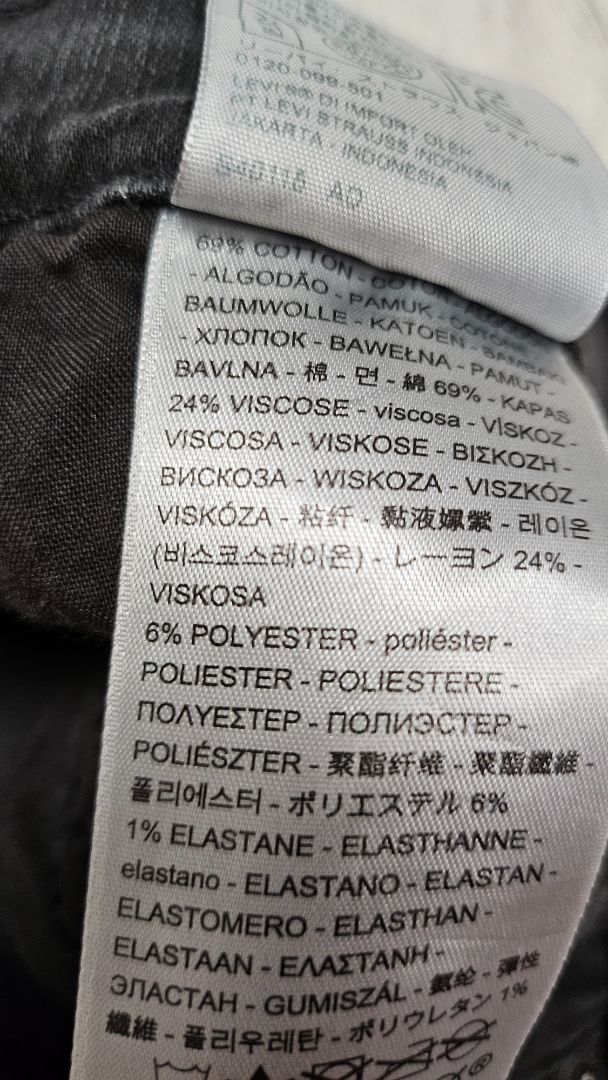 0120-099-501
LEVI'S® DI IMPORT OLEH
PT LEVI STRAUSS INDONESIA
JAKARTA - INDONESIA
AO
69% COTTON - COTON -
- ALGODÃO - PAMUK - COTONE -
BAUMWOLLE - KATOEN -
- ХЛОПОК - BAWEŁNA - PAMUT -
BAVLNA - 棉 - 면 - 綿 69% - KAPAS
24% VISCOSE - viscosa - VİSKOZ -
VISCOSA - VISKOSE - ΒΙΣΚΟΖΗ -
ВИСКОЗА - WISKOZA - VISZKÓZ -
VISKÓZA - 粘纤 - 黏液嫘縈 - 레이온
(비스코스레이온) - レーヨン 24% -
VISKOSA
6% POLYESTER - poliéster -
POLIESTER - POLIESTERE -
ΠΟΛΥΕΣΤΕΡ - ПОЛИЭСТЕР -
POLIÉSZTER - 聚酯纤维 - 聚酯纖維 -
폴리에스터 - ポリエステル 6%
1% ELASTANE - ELASTHANNE -
elastano - ELASTANO - ELASTAN -
ELASTOMERO - ELASTHAN -
ELASTAAN - ΕΛΑΣΤΑΝΗ -
ЭЛАСТАН - GUMISZÁL - 氨纶 - 彈性
纖維 - 폴리우레탄 - ポリウレタン 1%